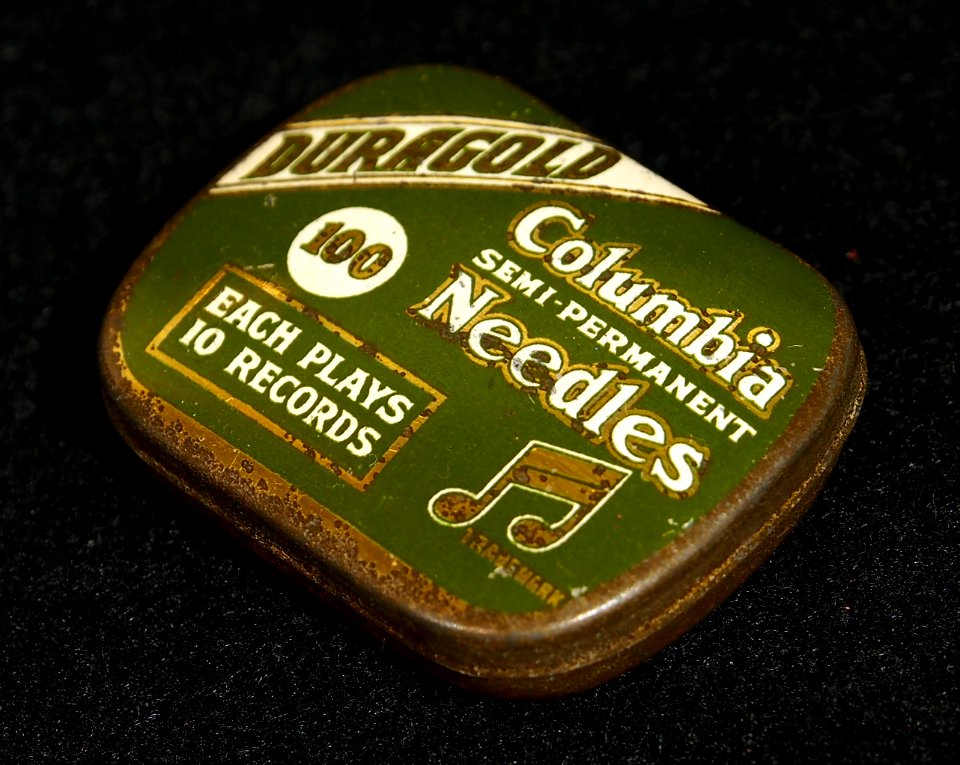 DURAGOLD
100
Columbia
SEMI-PERMANENT
Needles
EACH PLAYS
10 RECORDS
TRADEMARK